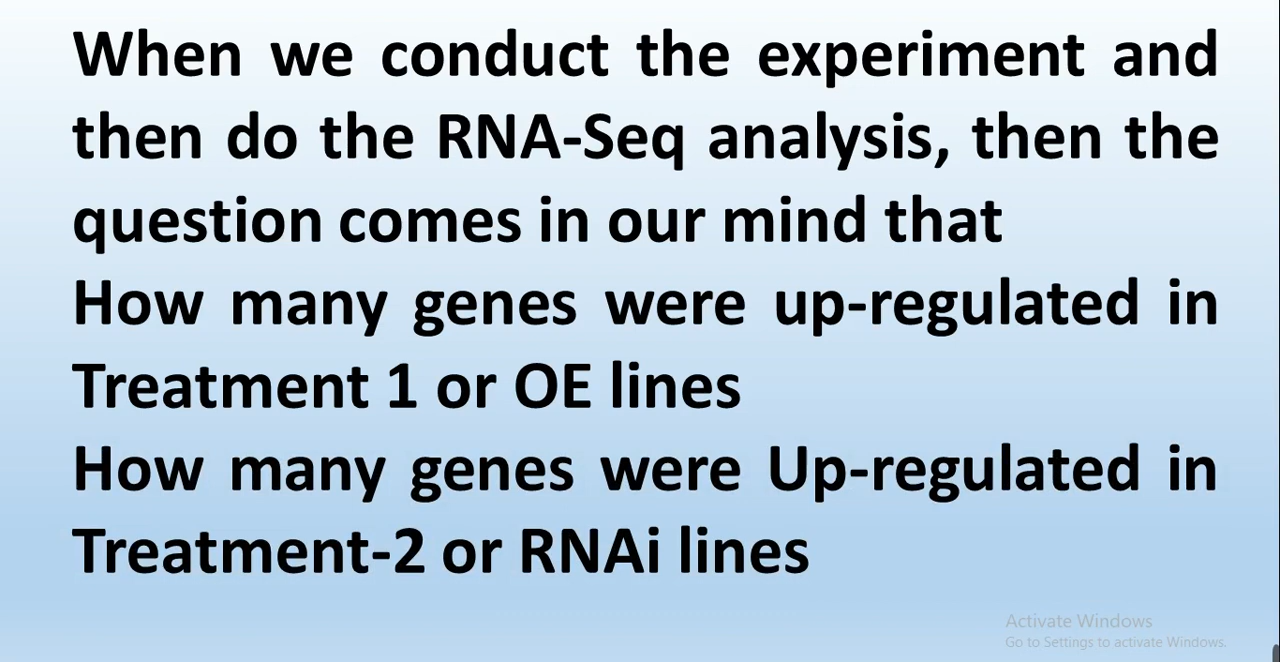 When we conduct the experiment and
then do the RNA-Seq analysis, then the
question comes in our mind that
How many genes were up-regulated in
Treatment 1 or OE lines
How many genes were Up-regulated in
Treatment-2 or RNAi lines
Activate Windows
Go to Settings to activate Windows.